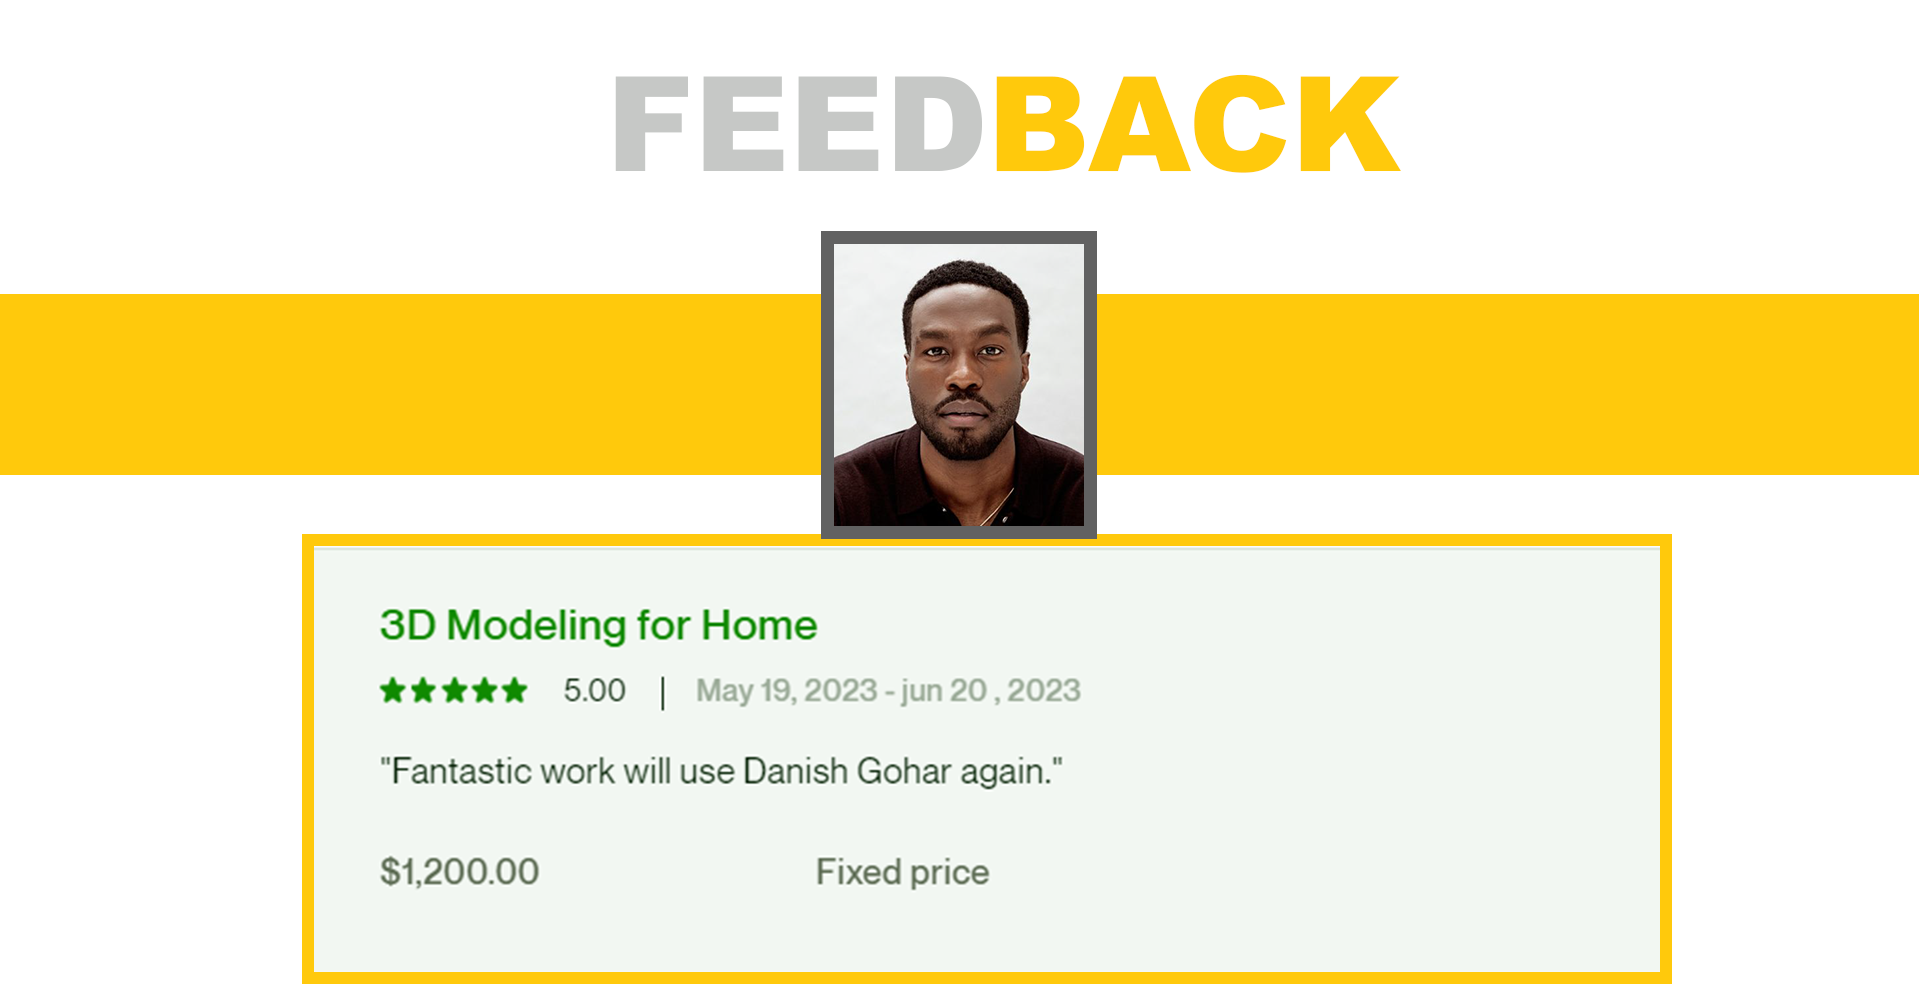 FEEDBACK
3D Modeling for Home
5.00 | May 19, 2023 - jun 20 , 2023
"Fantastic work will use Danish Gohar again."
$1,200.00 Fixed price